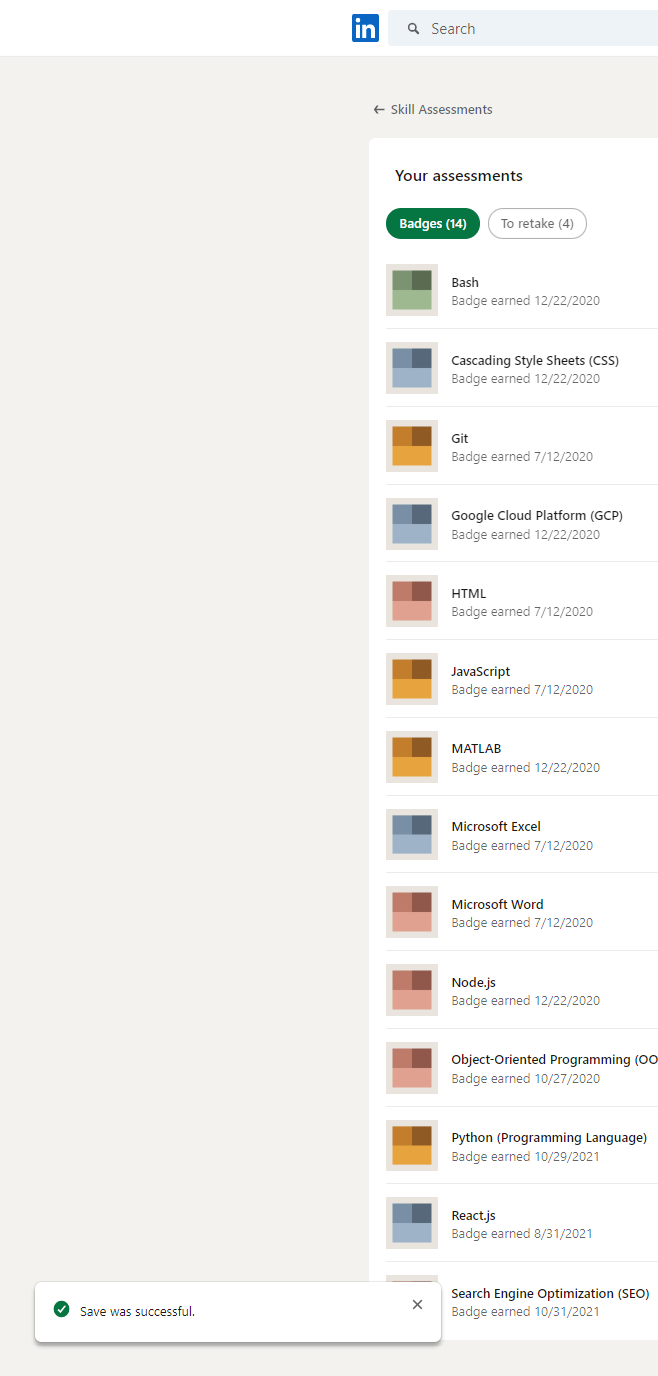 in
Search
Skill Assessments
Your assessments
Badges (14)
To retake (4)
Bash
Badge earned 12/22/2020
Cascading Style Sheets (CSS)
Badge earned 12/22/2020
Git
Badge earned 7/12/2020
Google Cloud Platform (GCP)
Badge earned 12/22/2020
HTML
Badge earned 7/12/2020
JavaScript
Badge earned 7/12/2020
MATLAB
Badge earned 12/22/2020
Microsoft Excel
Badge earned 7/12/2020
Microsoft Word
Badge earned 7/12/2020
Node.js
Badge earned 12/22/2020
Object-Oriented Programming (OO
Badge earned 10/27/2020
Python (Programming Language)
Badge earned 10/29/2021
React.js
Badge earned 8/31/2021
Search Engine Optimization (SEO)
Badge earned 10/31/2021
Save was successful.